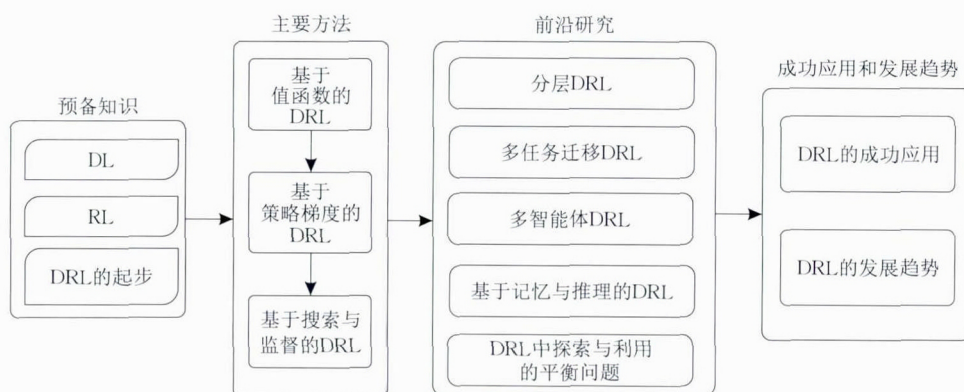 预备知识
DL
RL
DRL的起步
主要方法
基于
值函数的
DRL
基于
策略梯度的
DRL
基于搜索与
监督的DRL
前沿研究
分层DRL
多任务迁移DRL
多智能体DRL
基于记忆与推理的DRL
DRL中探索与利用
的平衡问题
成功应用和发展趋势
DRL的成功应用
DRL的发展趋势